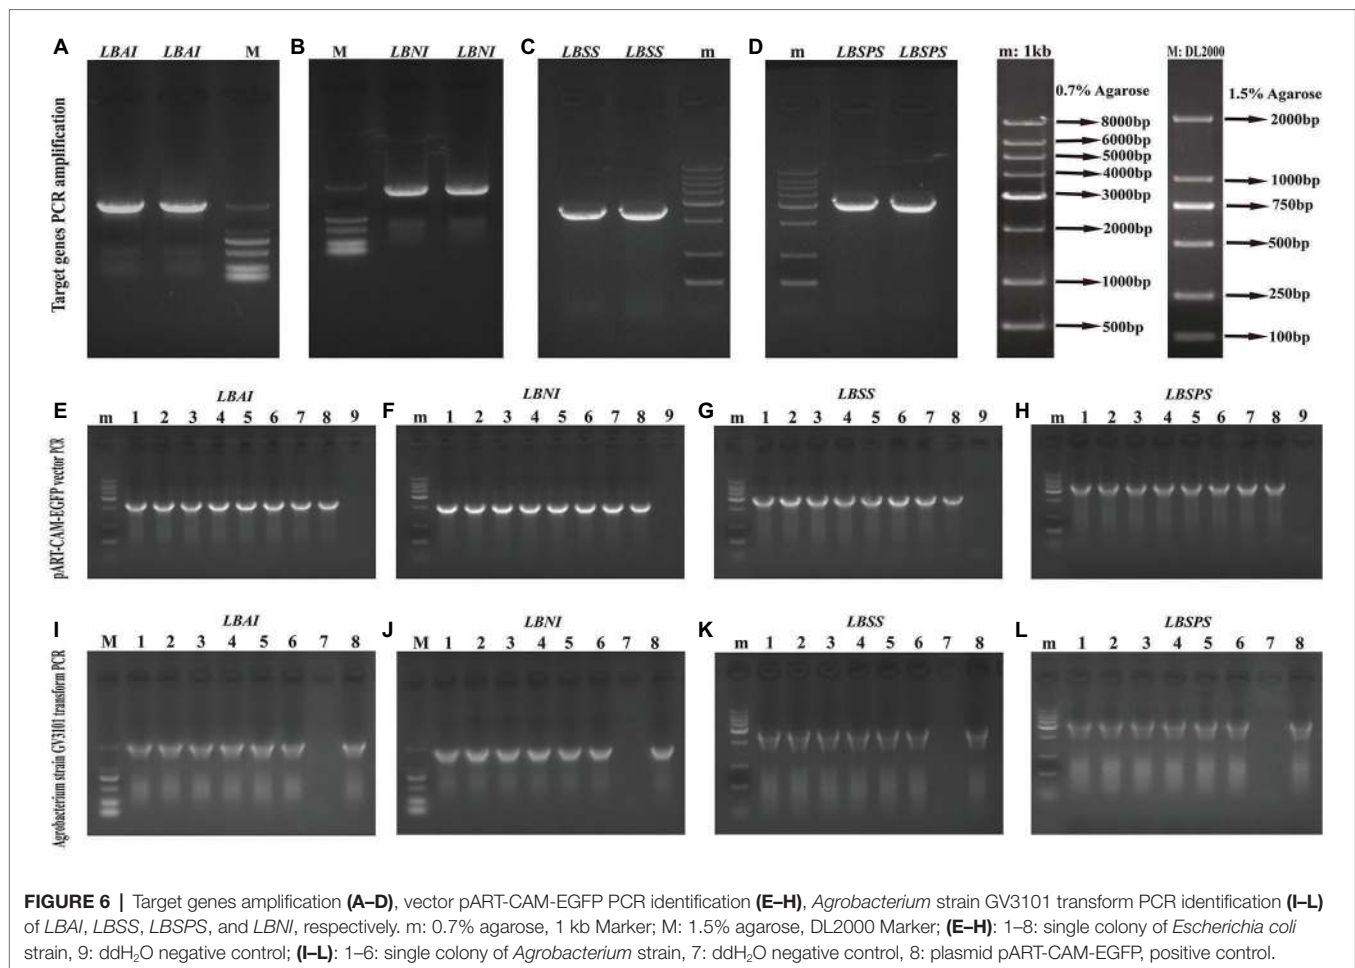 A LBAI LBAI M B M LBNI LBNI C LBSS LBSS m D m LBSPS LBSPS m: 1kb M: DL2000
Target genes PCR amplification
0.7% Agarose
8000bp
6000bp
5000bp
4000bp
3000bp
2000bp
1000bp
500bp
1.5% Agarose
2000bp
1000bp
750bp
500bp
250bp
100bp
LBAI LBNI LBSS LBSPS
E m 1 2 3 4 5 6 7 8 9 F m 1 2 3 4 5 6 7 8 9 G m 1 2 3 4 5 6 7 8 9 H m 1 2 3 4 5 6 7 8 9
pART-CAM-EGFP vector PCR
LBAI LBNI LBSS LBSPS
I M 1 2 3 4 5 6 7 8 J M 1 2 3 4 5 6 7 8 K m 1 2 3 4 5 6 7 8 L m 1 2 3 4 5 6 7 8
Agrobacterium strain GV3101 transform PCR
FIGURE 6 | Target genes amplification (A–D), vector pART-CAM-EGFP PCR identification (E–H), Agrobacterium strain GV3101 transform PCR identification (I–L)
of LBAI, LBSS, LBSPS, and LBNI, respectively. m: 0.7% agarose, 1 kb Marker; M: 1.5% agarose, DL2000 Marker; (E–H): 1–8: single colony of Escherichia coli
strain, 9: ddH₂O negative control; (I–L): 1–6: single colony of Agrobacterium strain, 7: ddH₂O negative control, 8: plasmid pART-CAM-EGFP, positive control.